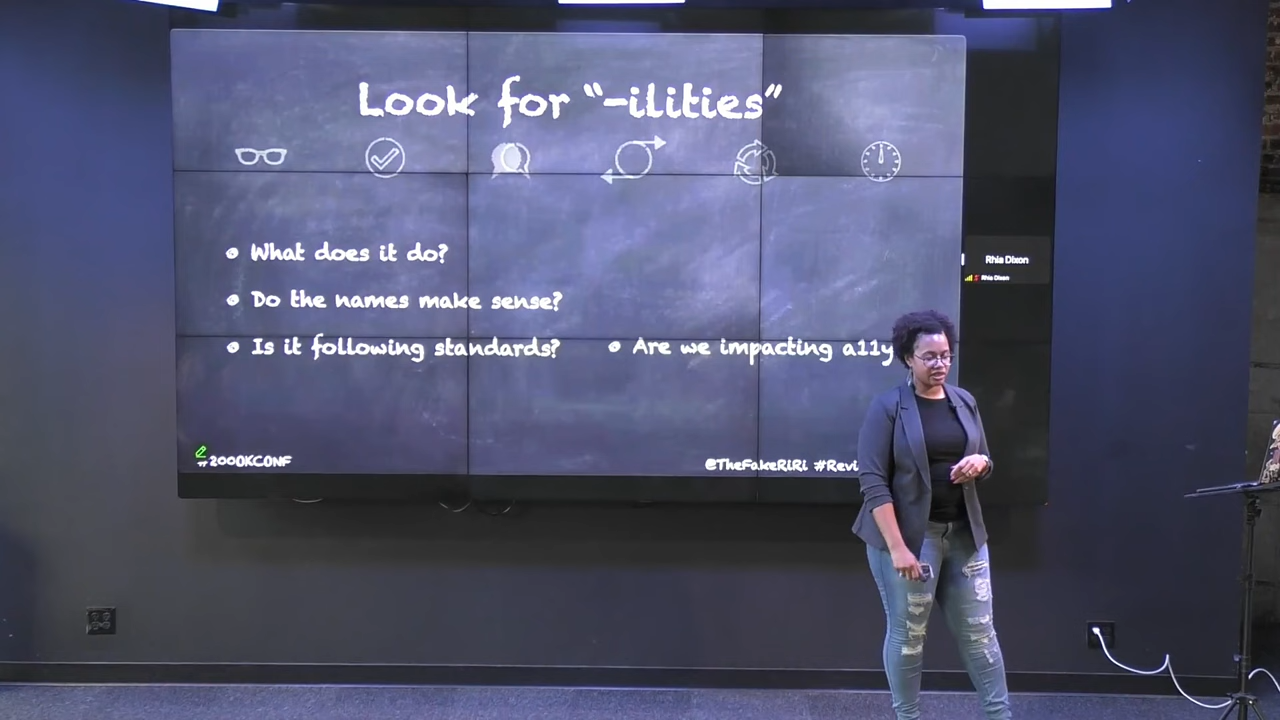 Look for “-ilities”
• What does it do?
• Do the names make sense?
• Is it following standards?
• Are we impacting a11y
#200OKCONF
@TheFakeRiRi #Revi
Rhia Dixon
Rhia Dixon